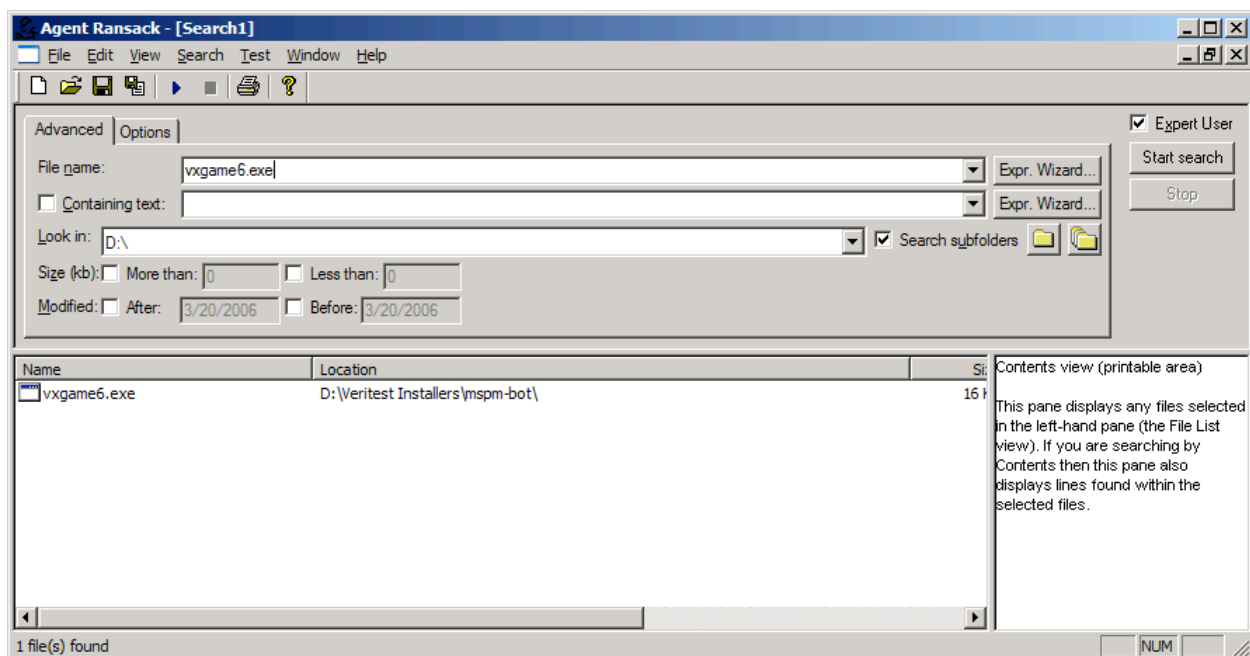 Agent Ransack - [Search1]
File Edit View Search Test Window Help
Advanced Options
Expert User
File name: vxgame6.exe Expr. Wizard... Start search
Containing text: Expr. Wizard... Stop
Look in: D:\ Search subfolders
Size (kb): More than: 0 Less than: 0
Modified: After: 3/20/2006 Before: 3/20/2006
Name Location Si
vxgame6.exe D:\Veritest Installers\mspm-bot\ 16 K
Contents view (printable area)
This pane displays any files selected
in the left-hand pane (the File List
view). If you are searching by
Contents then this pane also
displays lines found within the
selected files.
1 file(s) found NUM